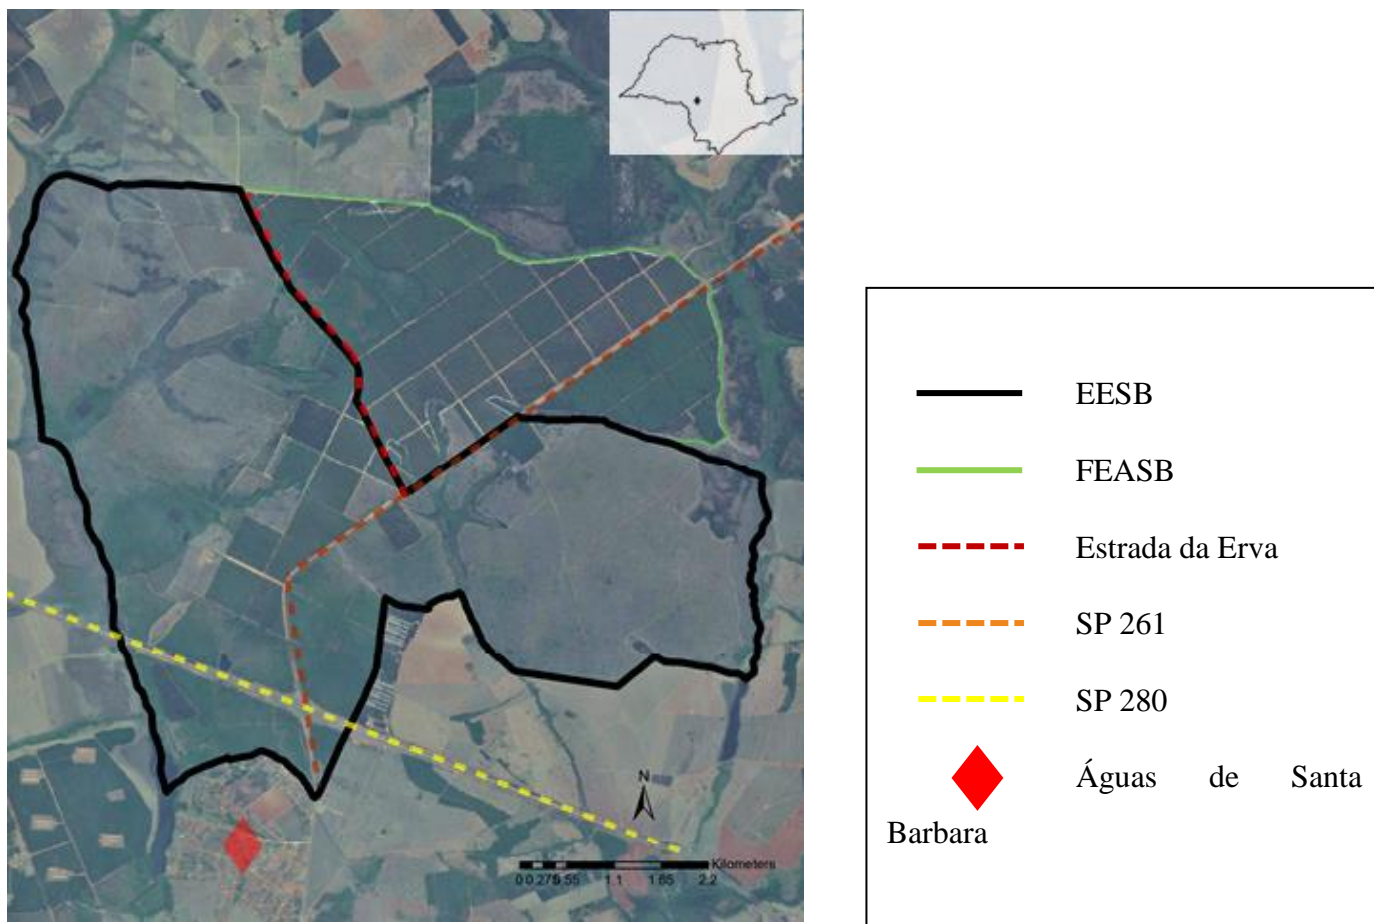 N
Kilometers
0 0.275 0.55 1.1 1.65 2.2
EESB
FEASB
Estrada da Erva
SP 261
SP 280
Águas de Santa
Barbara